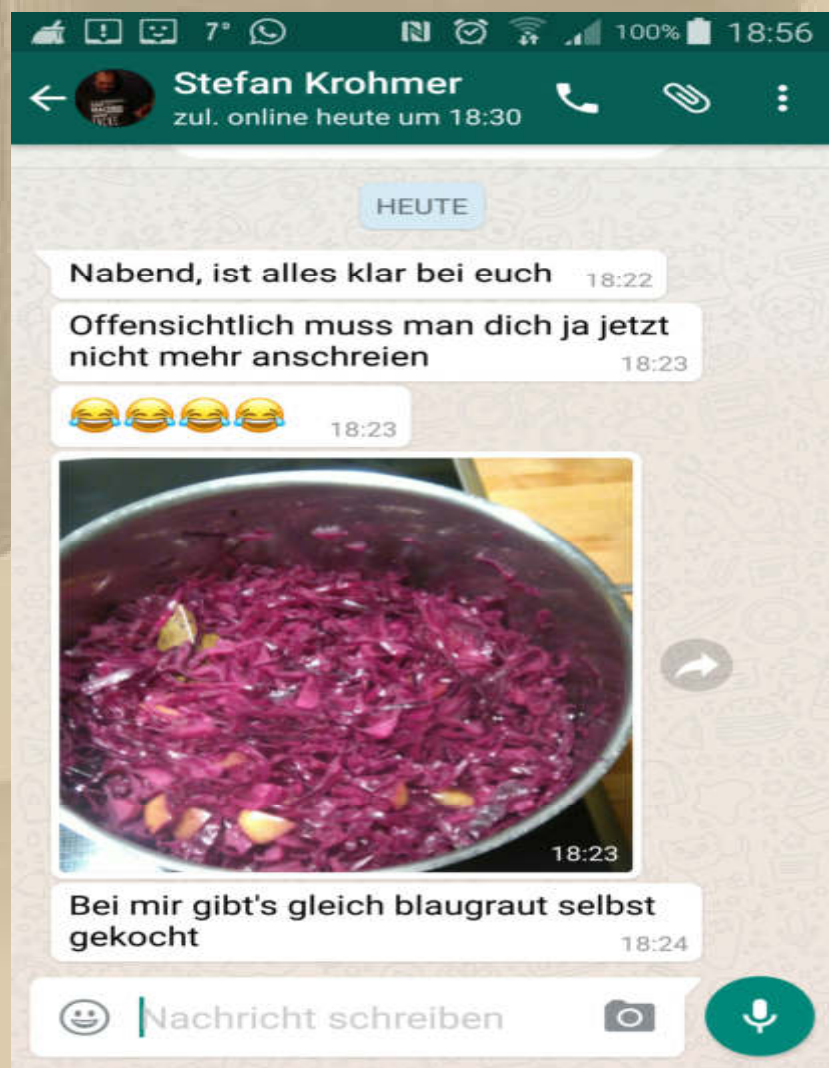 7° 100% 18:56
Stefan Krohmer
zul. online heute um 18:30
HEUTE
Nabend, ist alles klar bei euch 18:22
Offensichtlich muss man dich ja jetzt
nicht mehr anschreien 18:23
😂😂😂😂 18:23
18:23
Bei mir gibt's gleich blaugraut selbst
gekocht 18:24
Nachricht schreiben